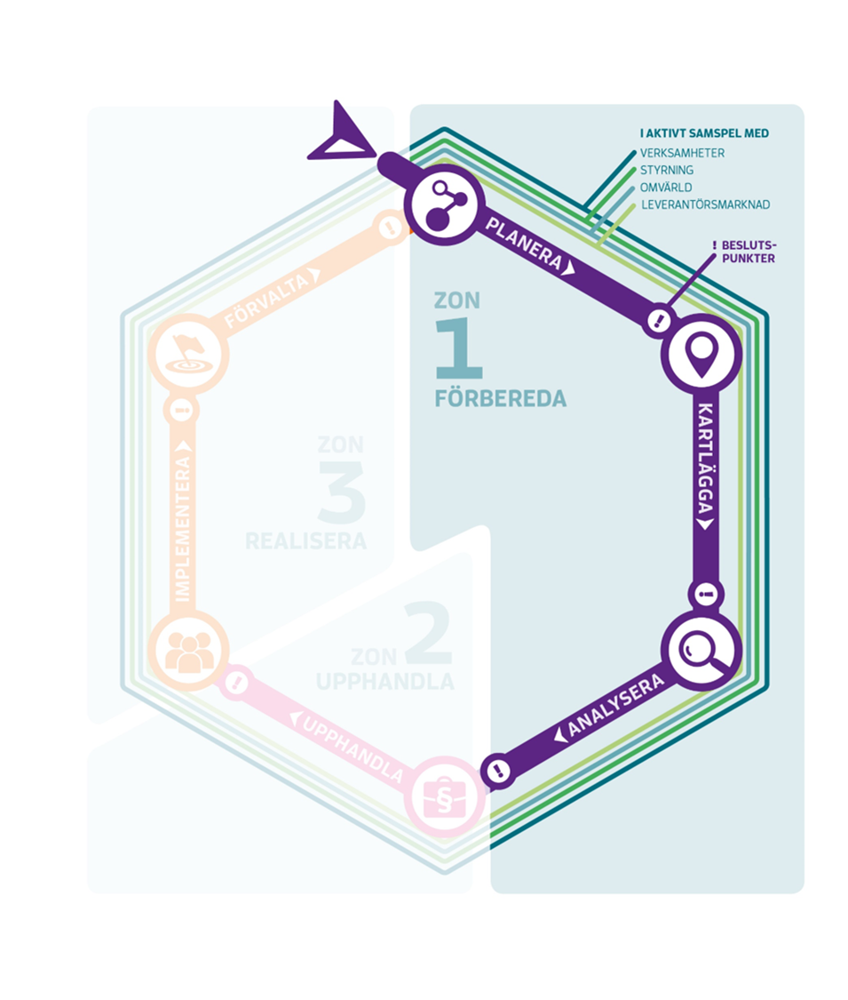 I AKTIVT SAMSPEL MED
VERKSAMHETER
STYRNING
OMVÄRLD
LEVERANTÖRSMARKNAD
! BESLUTS-
PUNKTER
PLANERA
!
ZON
1
FÖRBEREDA
KARTLÄGGA
!
ANALYSERA
!
ZON 2
UPPHANDLA
§
UPPHANDLA
!
ZON
3
REALISERA
IMPLEMENTERA
!
FÖRVALTA
!